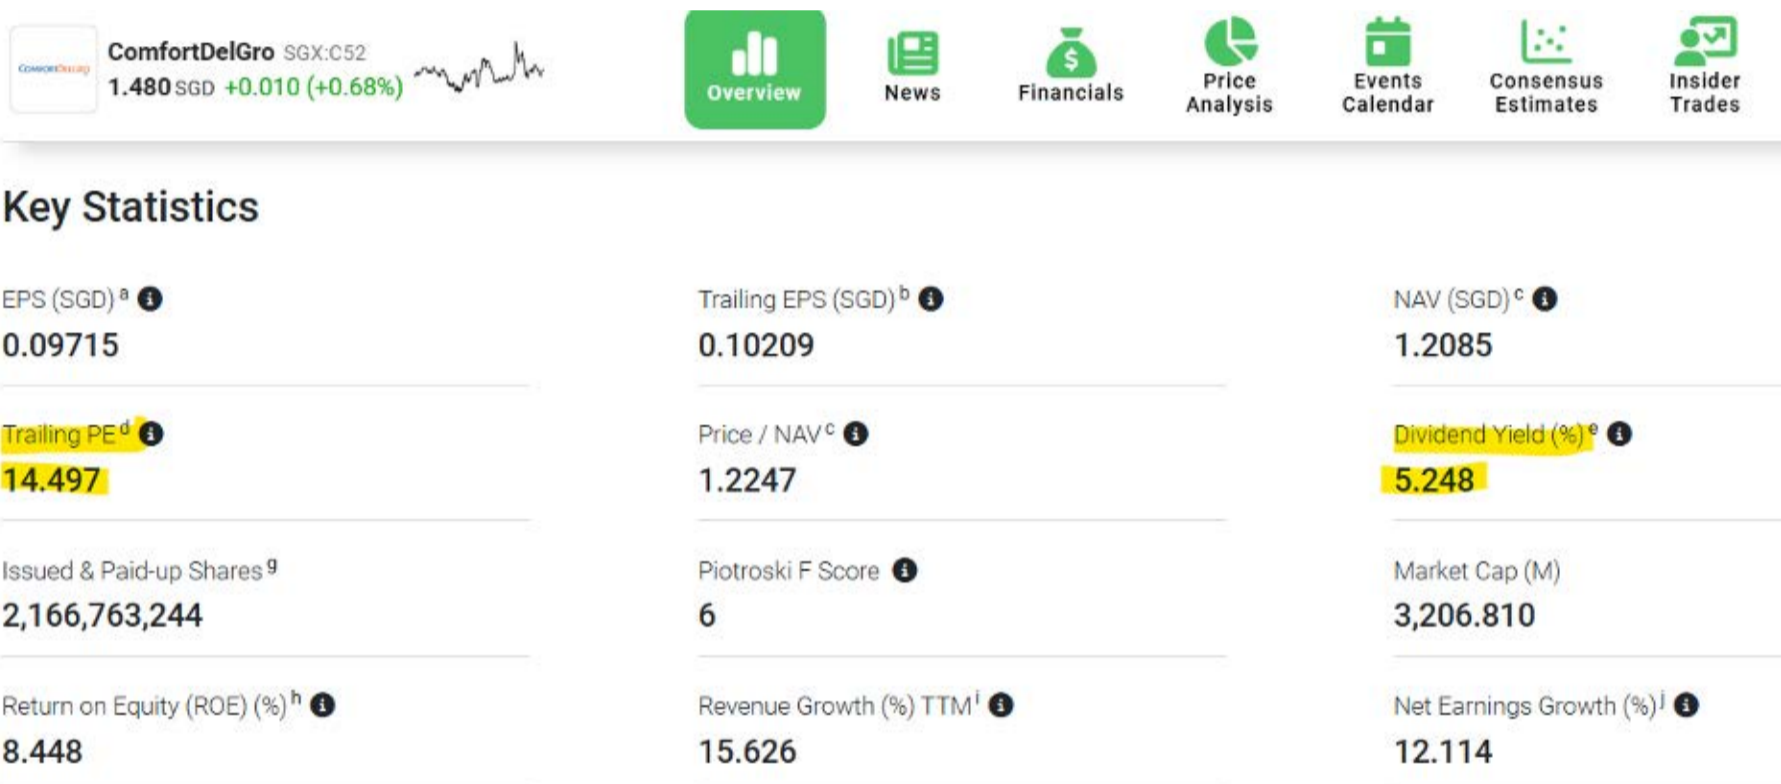 COMFORTDELGRO
ComfortDelGro SGX:C52
1.480 SGD +0.010 (+0.68%)
Overview
News
Financials
Price
Analysis
Events
Calendar
Consensus
Estimates
Insider
Trades
Key Statistics
EPS (SGD) a
0.09715
Trailing EPS (SGD) b
0.10209
NAV (SGD) c
1.2085
Trailing PE d
14.497
Price / NAV c
1.2247
Dividend Yield (%) e
5.248
Issued & Paid-up Shares g
2,166,763,244
Piotroski F Score
6
Market Cap (M)
3,206.810
Return on Equity (ROE) (%) h
8.448
Revenue Growth (%) TTM i
15.626
Net Earnings Growth (%) j
12.114